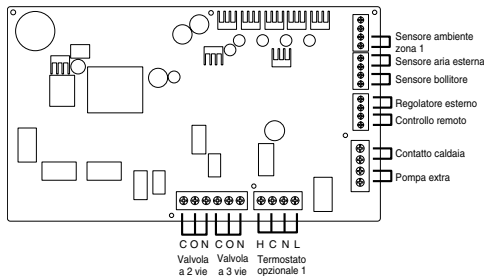 Sensore ambiente
zona 1
Sensore aria esterna
Sensore bollitore
Regolatore esterno
Controllo remoto
Contatto caldaia
Pompa extra
C O N C O N H C N L
Valvola
a 2 vie
Valvola
a 3 vie
Termostato
opzionale 1